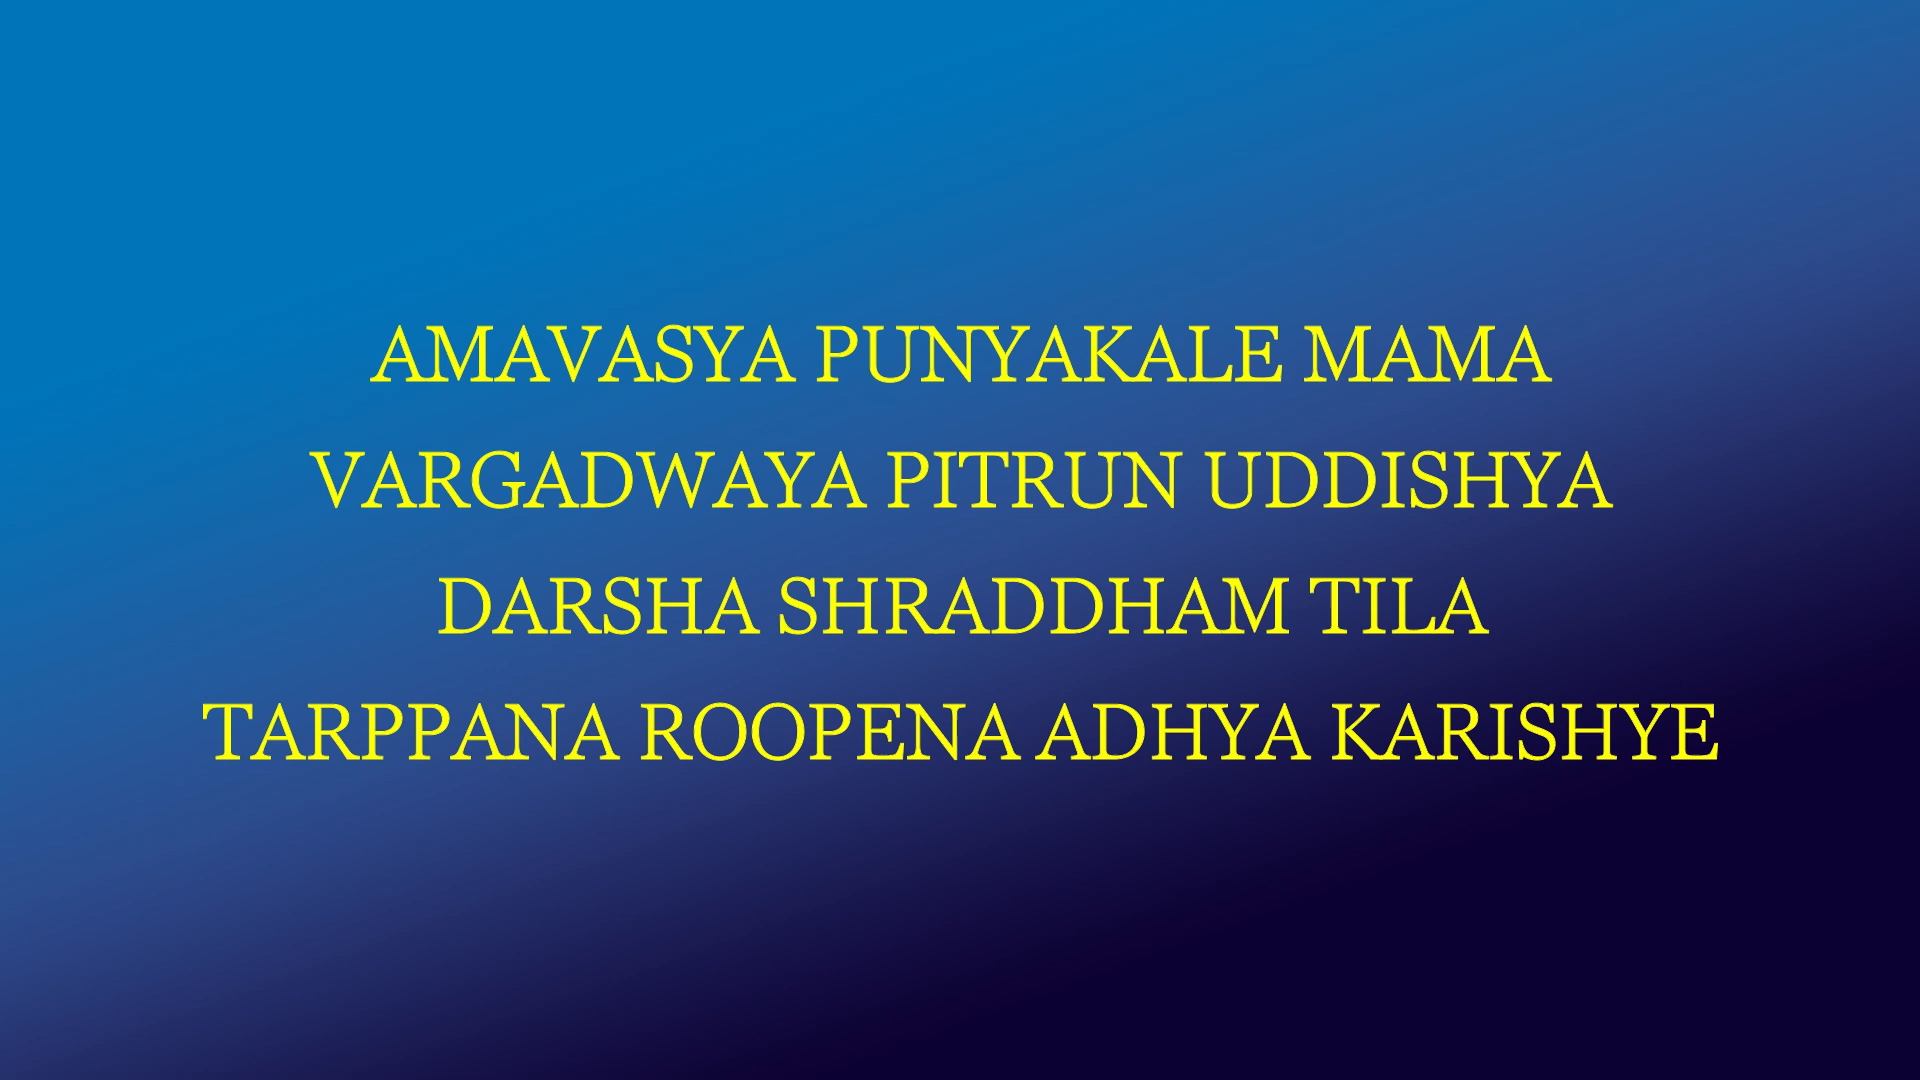 AMAVASYA PUNYAKALE MAMA
VARGADWAYA PITRUN UDDISHYA
DARSHA SHRADDHAM TILA
TARPPANA ROOPENA ADHYA KARISHYE